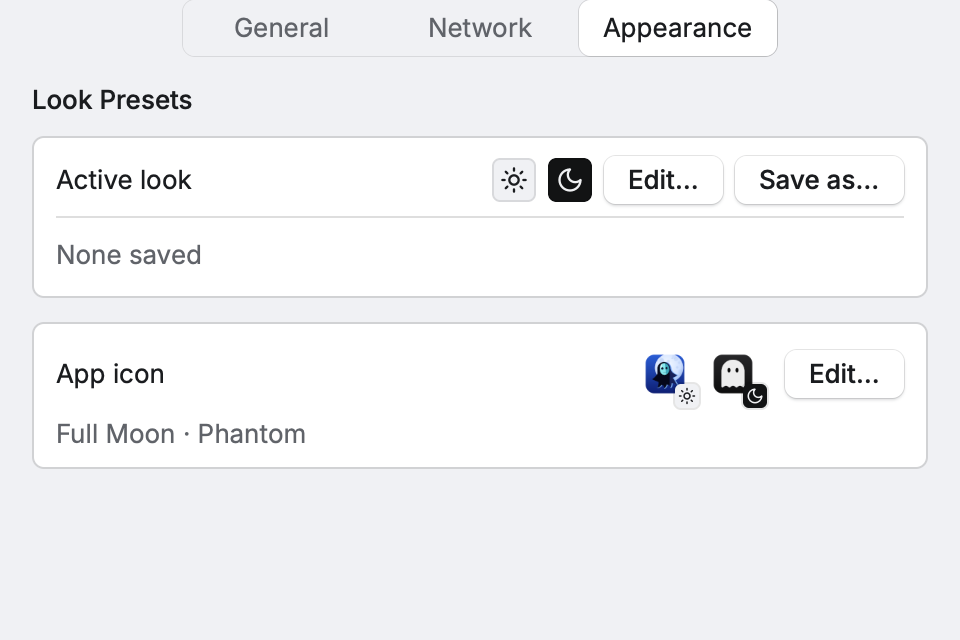 General Network Appearance
Look Presets
Active look Edit... Save as...
None saved
App icon Edit...
Full Moon · Phantom